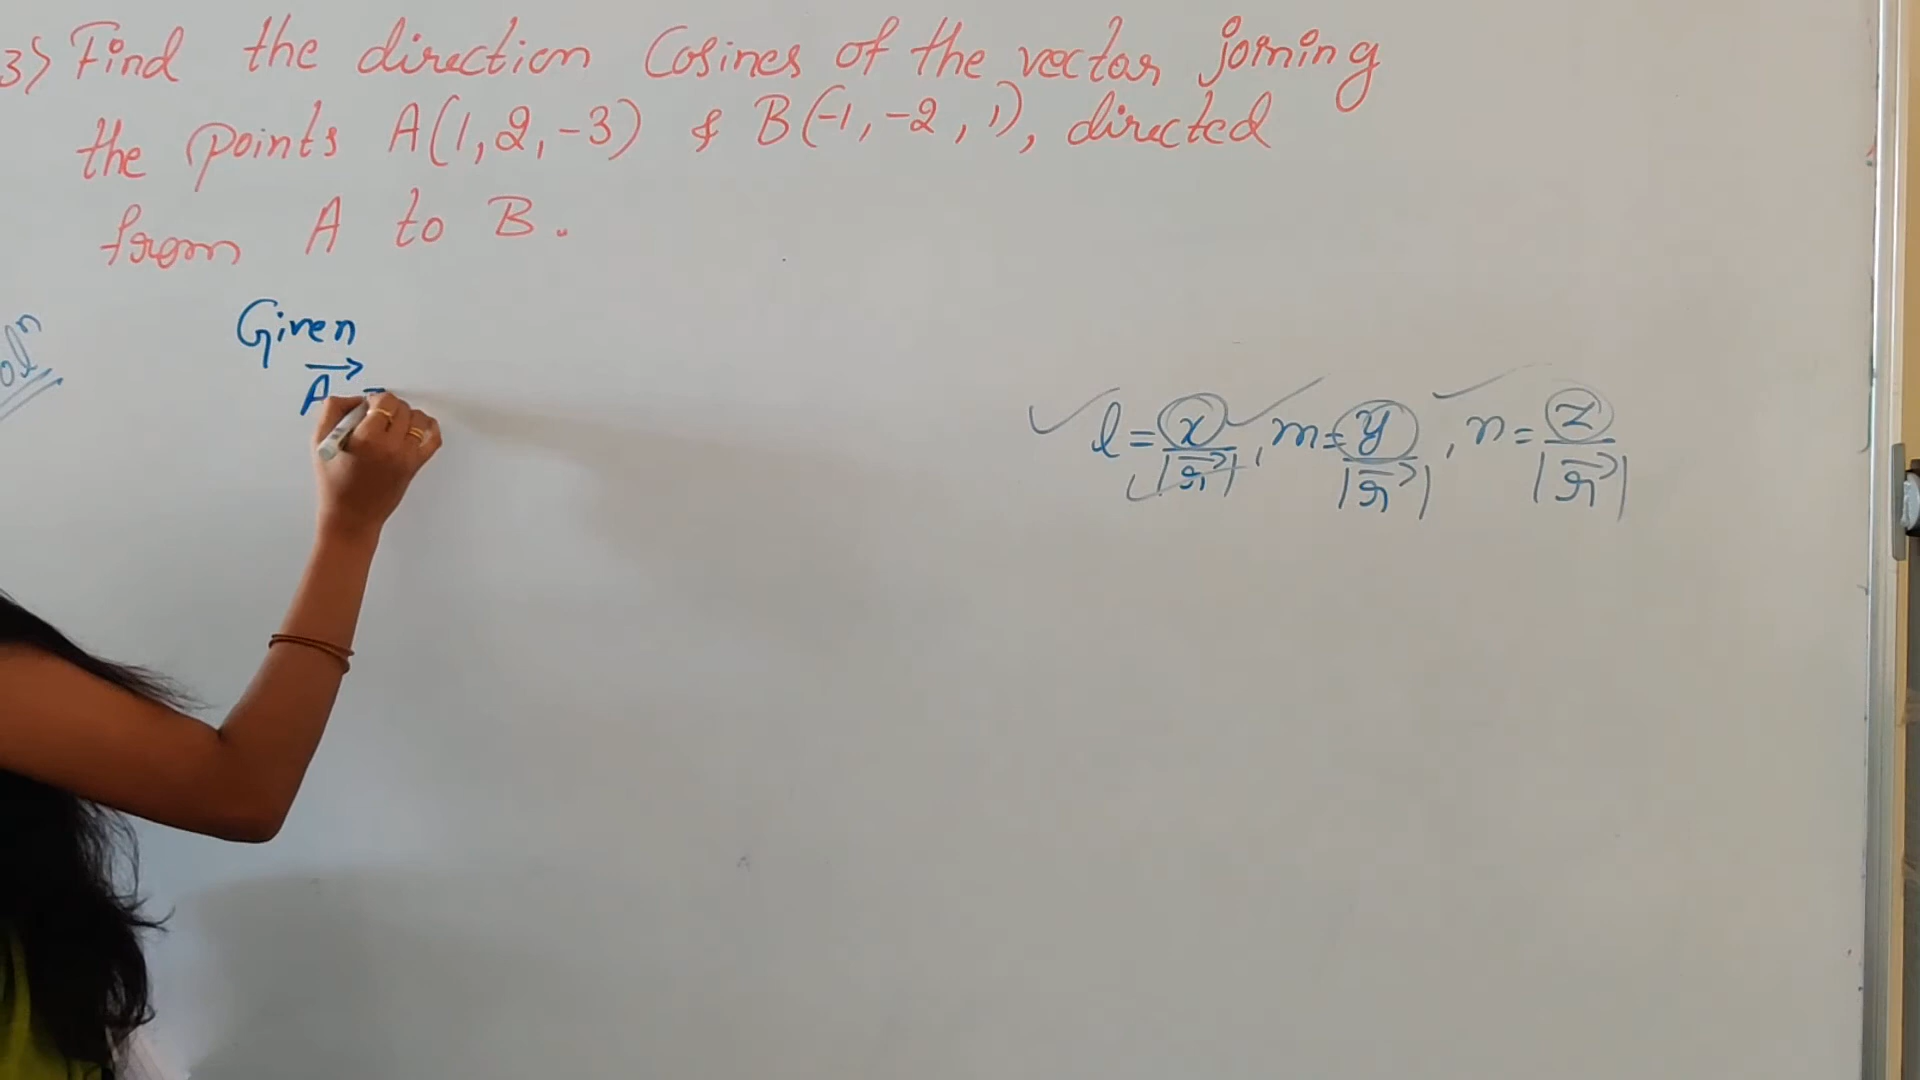 3) Find the direction Cosines of the vector joining
the points A(1, 2, -3) & B(-1, -2, 1), directed
from A to B.
Given
A⃗ =
l = x/|r⃗|, m = y/|r⃗|, n = z/|r⃗|